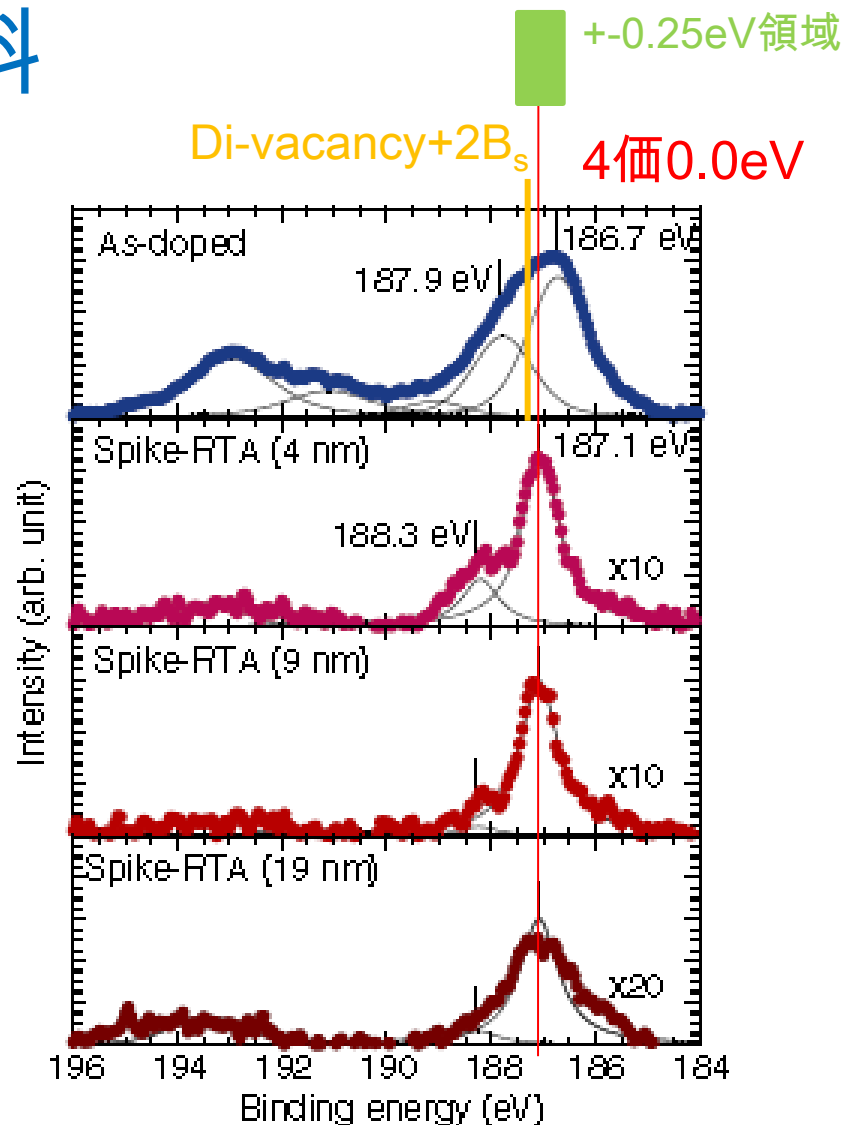 料
+-0.25eV領域
Di-vacancy+2Bs
4価0.0eV
As-doped
186.7 eV
187.9 eV
Spike-RTA (4 nm)
187.1 eV
188.3 eV
x10
Spike-RTA (9 nm)
x10
Spike-RTA (19 nm)
x20
Intensity (arb. unit)
196 194 192 190 188 186 184
Binding energy (eV)